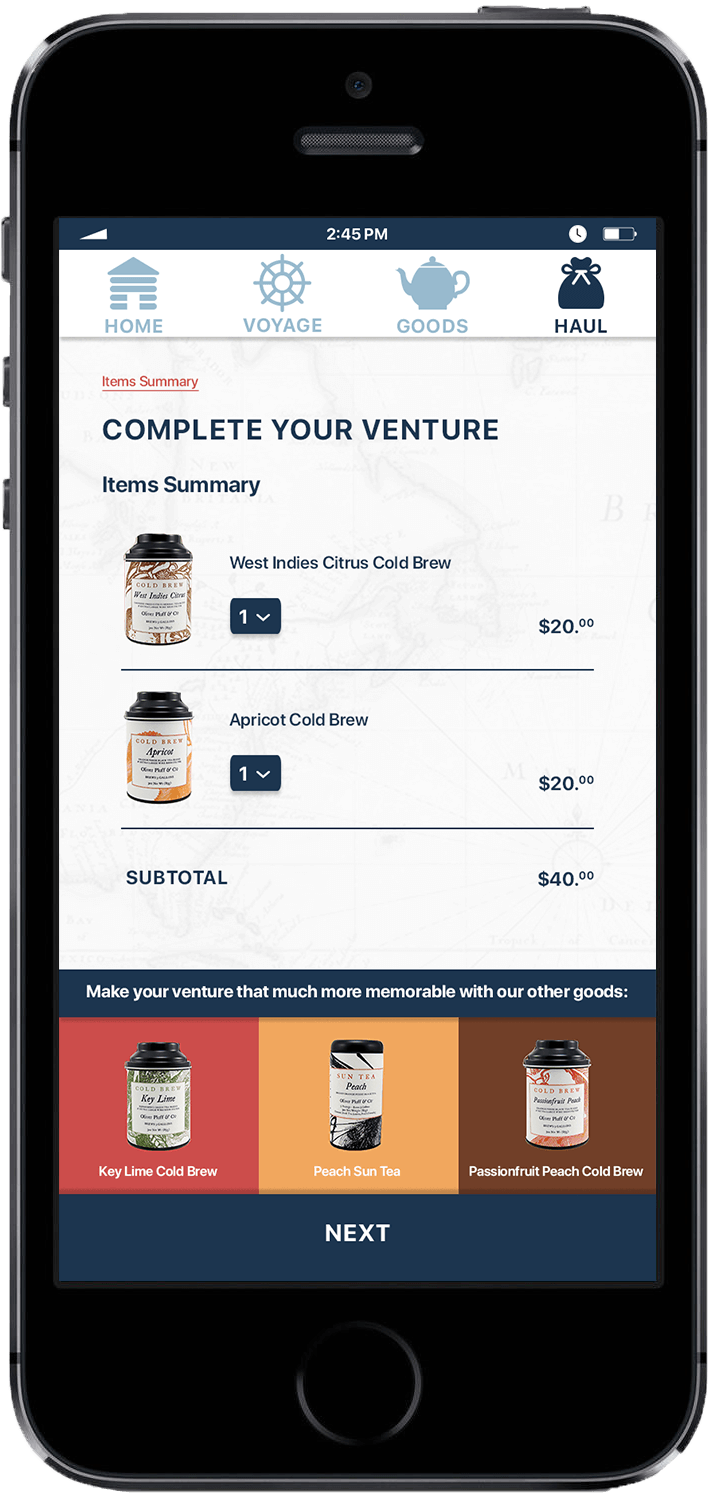 2:45 PM
HOME
VOYAGE
GOODS
HAUL
Items Summary
COMPLETE YOUR VENTURE
Items Summary
COLD BREW
West Indies Citrus
Oliver Pluff & Co
West Indies Citrus Cold Brew
1
$20.00
COLD BREW
Apricot
Oliver Pluff & Co
Apricot Cold Brew
1
$20.00
SUBTOTAL
$40.00
Make your venture that much more memorable with our other goods:
COLD BREW
Key Lime
Oliver Pluff & Co
Key Lime Cold Brew
SUN TEA
Peach
Oliver Pluff & Co
Peach Sun Tea
COLD BREW
Passionfruit Peach
Oliver Pluff & Co
Passionfruit Peach Cold Brew
NEXT